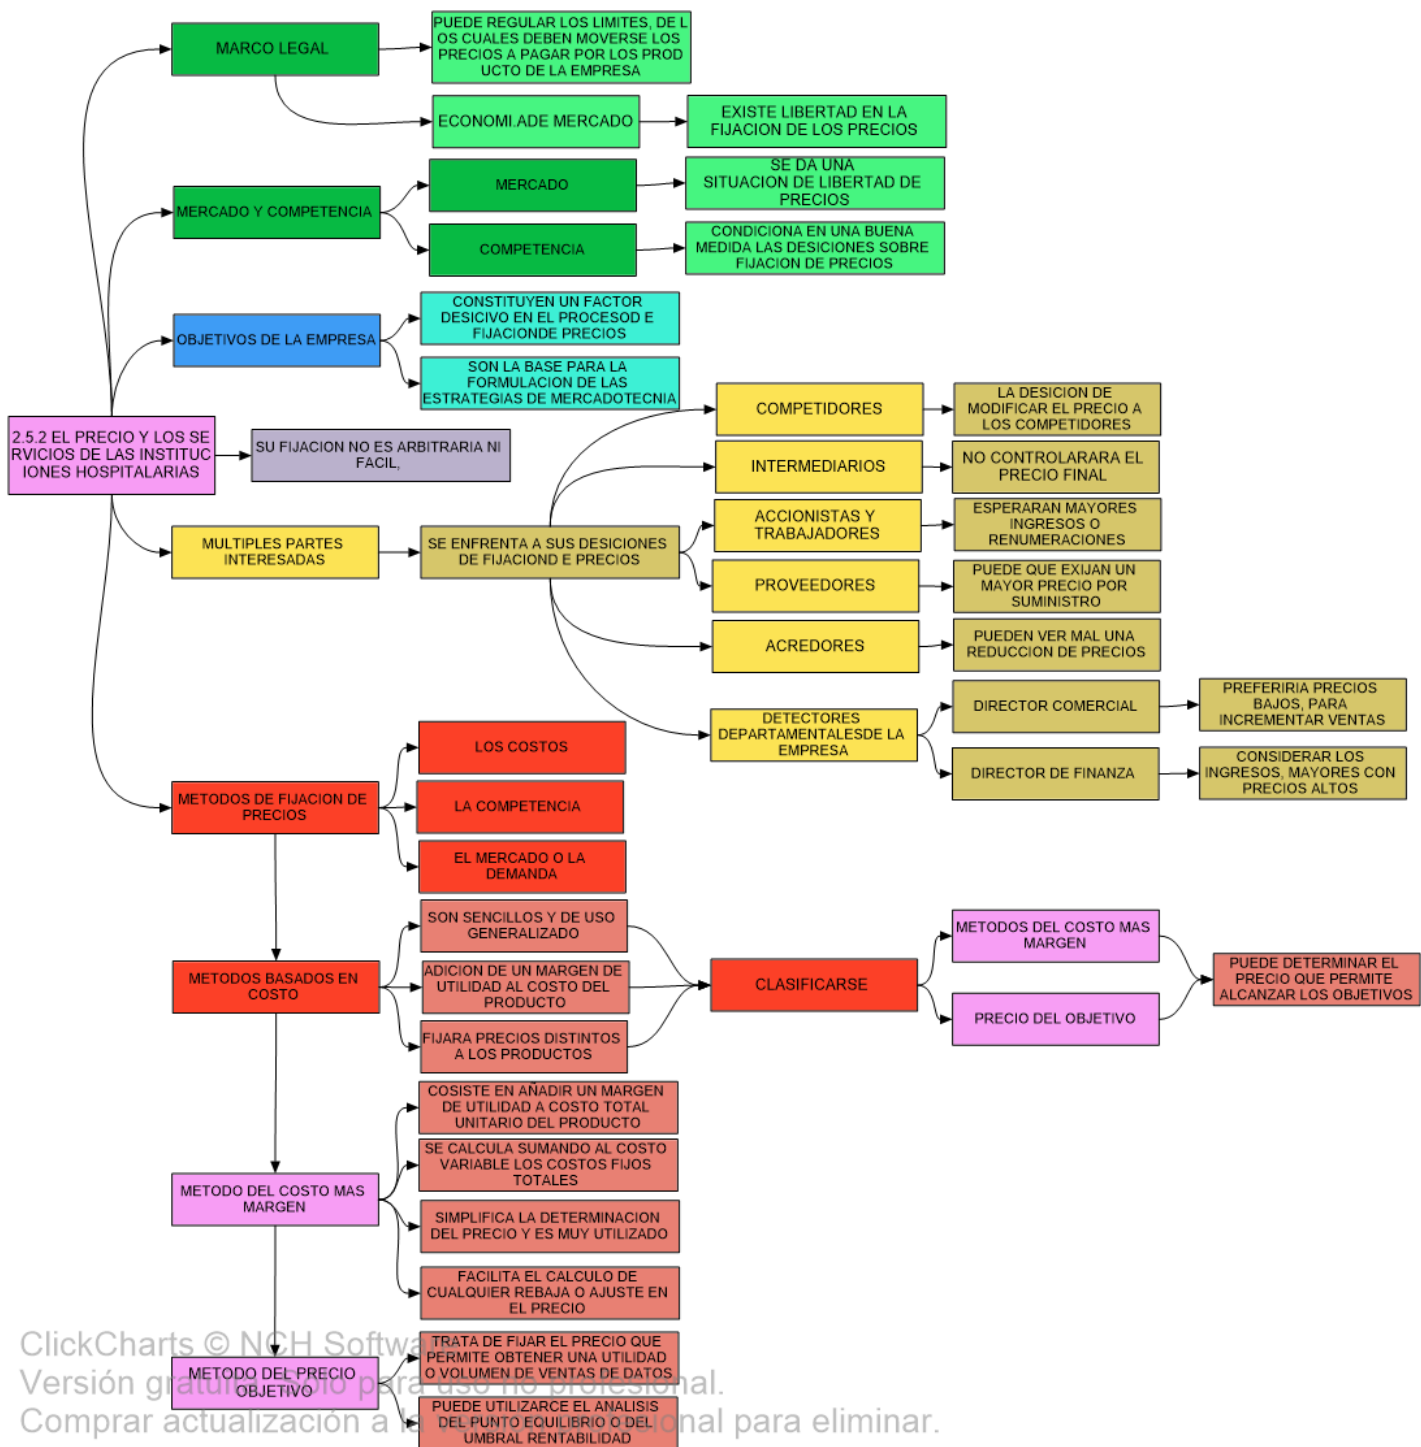 MARCO LEGAL
PUEDE REGULAR LOS LIMITES, DE L
OS CUALES DEBEN MOVERSE LOS
PRECIOS A PAGAR POR LOS PROD
UCTO DE LA EMPRESA
ECONOMI.ADE MERCADO
EXISTE LIBERTAD EN LA
FIJACION DE LOS PRECIOS
MERCADO Y COMPETENCIA
MERCADO
SE DA UNA
SITUACION DE LIBERTAD DE
PRECIOS
COMPETENCIA
CONDICIONA EN UNA BUENA
MEDIDA LAS DESICIONES SOBRE
FIJACION DE PRECIOS
OBJETIVOS DE LA EMPRESA
CONSTITUYEN UN FACTOR
DESICIVO EN EL PROCESOD E
FIJACIONDE PRECIOS
SON LA BASE PARA LA
FORMULACION DE LAS
ESTRATEGIAS DE MERCADOTECNIA
2.5.2 EL PRECIO Y LOS SE
RVICIOS DE LAS INSTITUC
IONES HOSPITALARIAS
SU FIJACION NO ES ARBITRARIA NI
FACIL,
MULTIPLES PARTES
INTERESADAS
SE ENFRENTA A SUS DESICIONES
DE FIJACIOND E PRECIOS
COMPETIDORES
LA DESICION DE
MODIFICAR EL PRECIO A
LOS COMPETIDORES
INTERMEDIARIOS
NO CONTROLARARA EL
PRECIO FINAL
ACCIONISTAS Y
TRABAJADORES
ESPERARAN MAYORES
INGRESOS O
RENUMERACIONES
PROVEEDORES
PUEDE QUE EXIJAN UN
MAYOR PRECIO POR
SUMINISTRO
ACREDORES
PUEDEN VER MAL UNA
REDUCCION DE PRECIOS
DETECTORES
DEPARTAMENTALESDE LA
EMPRESA
DIRECTOR COMERCIAL
PREFERIRIA PRECIOS
BAJOS, PARA
INCREMENTAR VENTAS
DIRECTOR DE FINANZA
CONSIDERAR LOS
INGRESOS, MAYORES CON
PRECIOS ALTOS
METODOS DE FIJACION DE
PRECIOS
LOS COSTOS
LA COMPETENCIA
EL MERCADO O LA
DEMANDA
METODOS BASADOS EN
COSTO
SON SENCILLOS Y DE USO
GENERALIZADO
ADICION DE UN MARGEN DE
UTILIDAD AL COSTO DEL
PRODUCTO
FIJARA PRECIOS DISTINTOS
A LOS PRODUCTOS
CLASIFICARSE
METODOS DEL COSTO MAS
MARGEN
PRECIO DEL OBJETIVO
PUEDE DETERMINAR EL
PRECIO QUE PERMITE
ALCANZAR LOS OBJETIVOS
METODO DEL COSTO MAS
MARGEN
COSISTE EN AÑADIR UN MARGEN
DE UTILIDAD A COSTO TOTAL
UNITARIO DEL PRODUCTO
SE CALCULA SUMANDO AL COSTO
VARIABLE LOS COSTOS FIJOS
TOTALES
SIMPLIFICA LA DETERMINACION
DEL PRECIO Y ES MUY UTILIZADO
FACILITA EL CALCULO DE
CUALQUIER REBAJA O AJUSTE EN
EL PRECIO
METODO DEL PRECIO
OBJETIVO
TRATA DE FIJAR EL PRECIO QUE
PERMITE OBTENER UNA UTILIDAD
O VOLUMEN DE VENTAS DE DATOS
PUEDE UTILIZARCE EL ANALISIS
DEL PUNTO EQUILIBRIO O DEL
UMBRAL RENTABILIDAD
ClickCharts © NCH Software
Versión gratuita. Sólo para uso no profesional.
Comprar actualización a la versión profesional para eliminar.